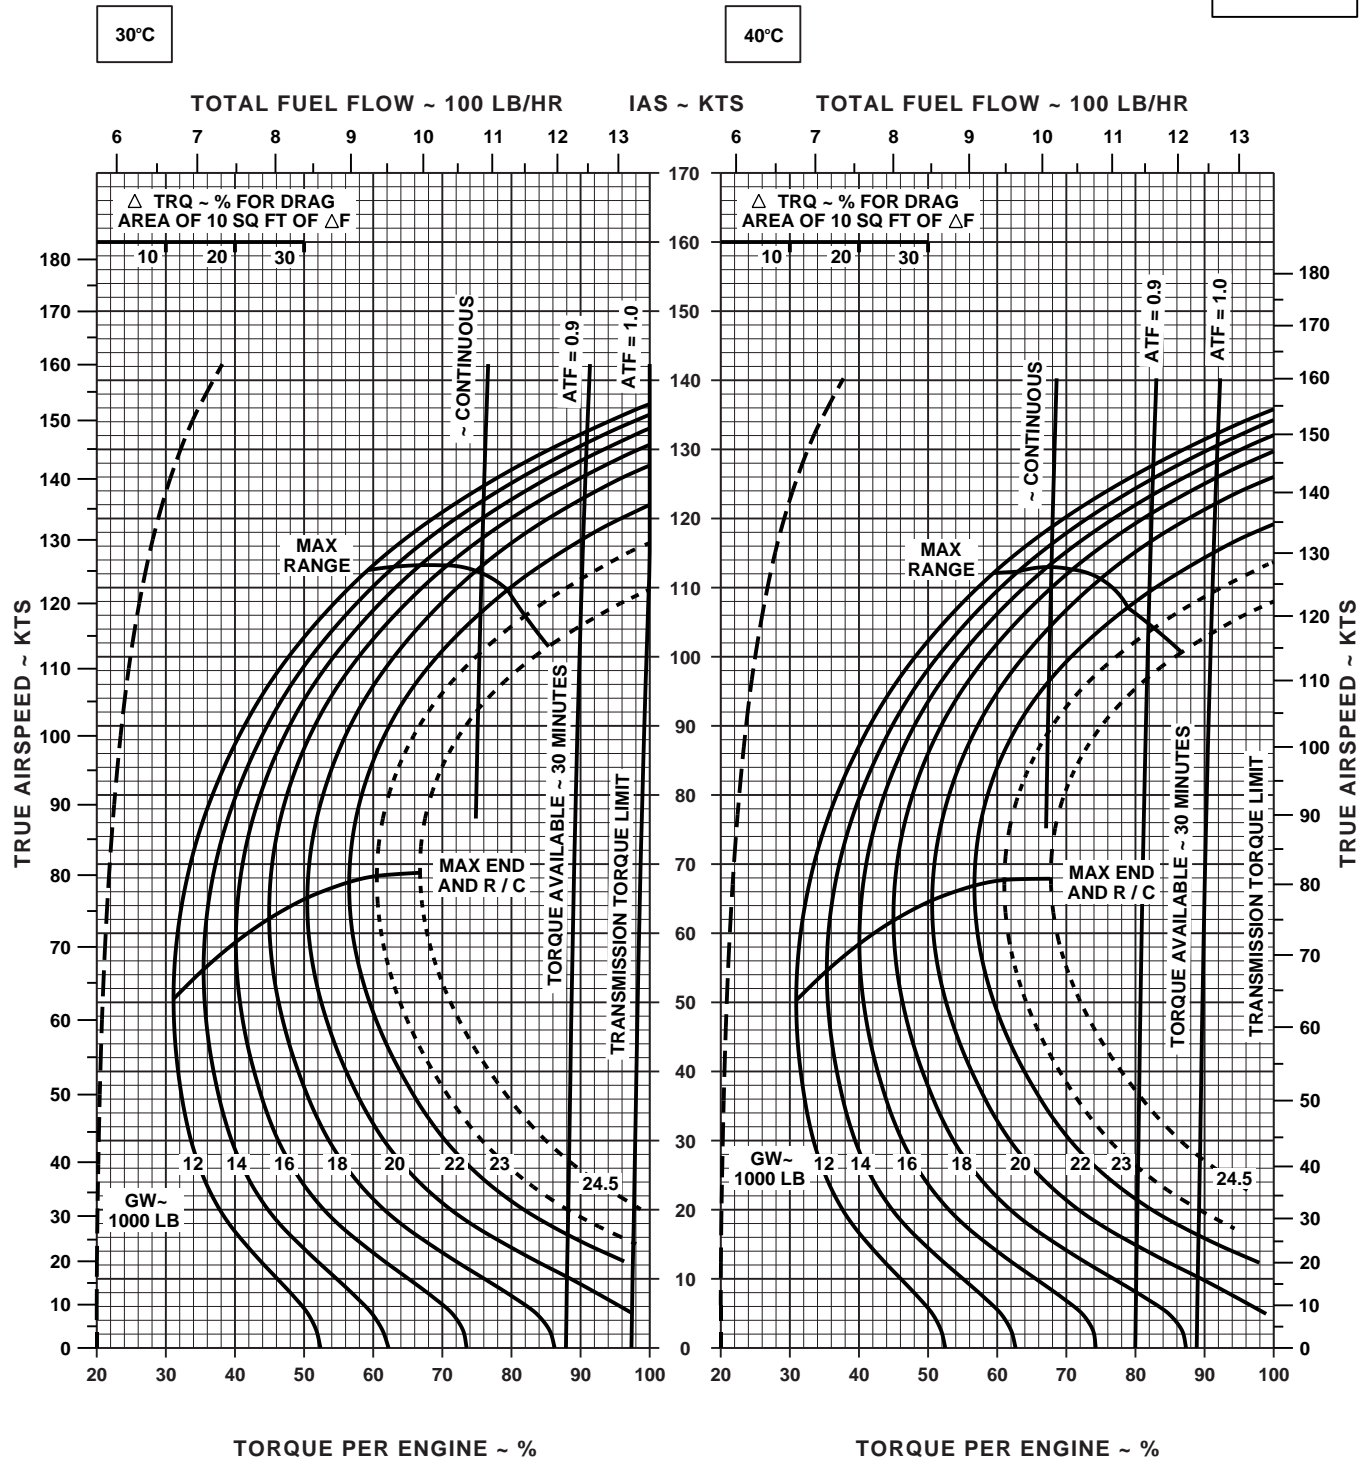 30°C
40°C
TOTAL FUEL FLOW ~ 100 LB/HR
IAS ~ KTS
TOTAL FUEL FLOW ~ 100 LB/HR
6 7 8 9 10 11 12 13
6 7 8 9 10 11 12 13
△ TRQ ~ % FOR DRAG
AREA OF 10 SQ FT OF △F
10 20 30
△ TRQ ~ % FOR DRAG
AREA OF 10 SQ FT OF △F
10 20 30
TRUE AIRSPEED ~ KTS
180
170
160
150
140
130
120
110
100
90
80
70
60
50
40
30
20
10
0
~ CONTINUOUS
ATF = 0.9
ATF = 1.0
MAX
RANGE
MAX END
AND R / C
TORQUE AVAILABLE ~ 30 MINUTES
TRANSMISSION TORQUE LIMIT
12 14 16 18 20 22 23
24.5
GW~
1000 LB
170
160
150
140
130
120
110
100
90
80
70
60
50
40
30
20
10
0
~ CONTINUOUS
ATF = 0.9
ATF = 1.0
MAX
RANGE
MAX END
AND R / C
TORQUE AVAILABLE ~ 30 MINUTES
TRANSMISSION TORQUE LIMIT
GW~
1000 LB
12 14 16 18 20 22 23
24.5
180
170
160
150
140
130
120
110
100
90
80
70
60
50
40
30
20
10
0
TRUE AIRSPEED ~ KTS
20 30 40 50 60 70 80 90 100
20 30 40 50 60 70 80 90 100
TORQUE PER ENGINE ~ %
TORQUE PER ENGINE ~ %